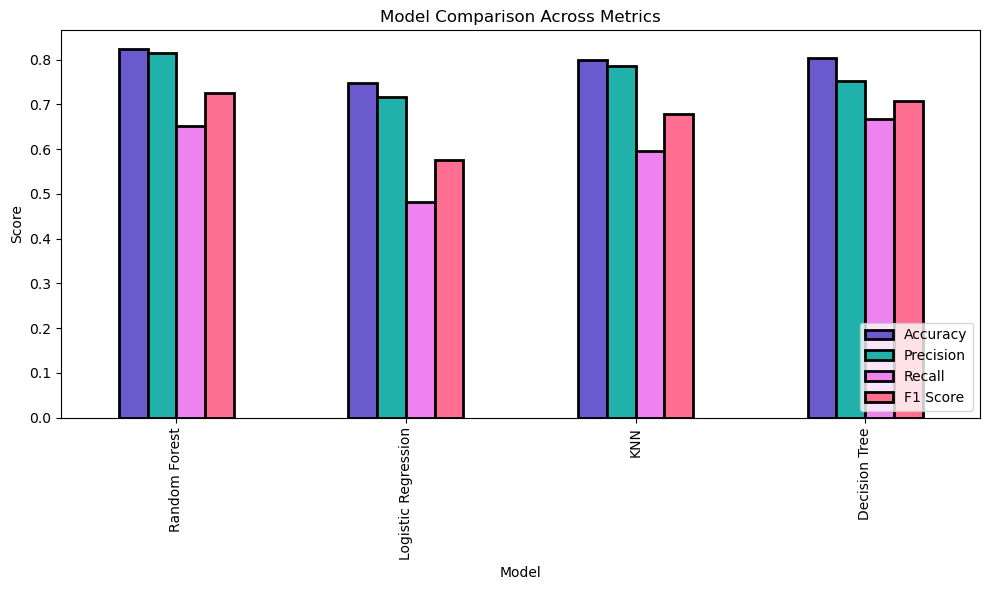 Model Comparison Across Metrics
Score
0.8
0.7
0.6
0.5
0.4
0.3
0.2
0.1
0.0
Accuracy
Precision
Recall
F1 Score
Random Forest
Logistic Regression
KNN
Decision Tree
Model